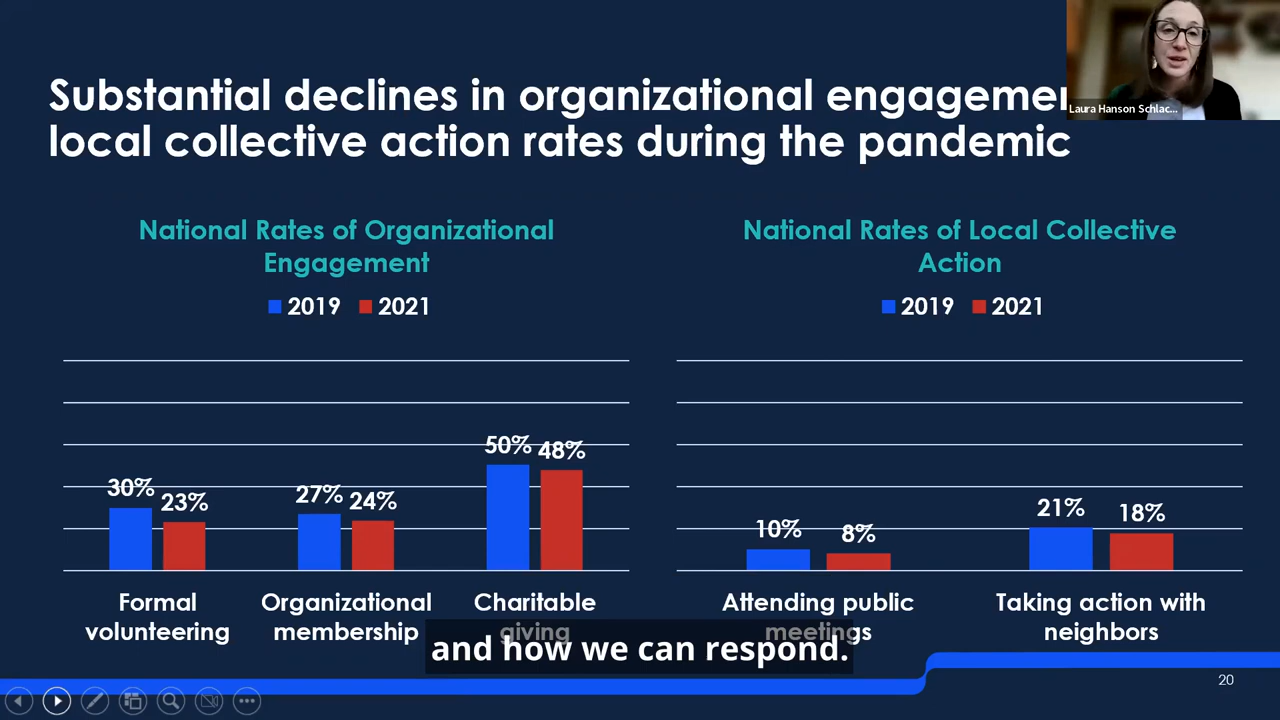 Substantial declines in organizational engagemen
local collective action rates during the pandemic
Laura Hanson Schlac...
National Rates of Organizational
Engagement
2019 2021
50% 48%
30% 23% 27% 24%
Formal
volunteering
Organizational
membership
Charitable
giving
National Rates of Local Collective
Action
2019 2021
10% 8% 21% 18%
Attending public
meetings
Taking action with
neighbors
and how we can respond.
20